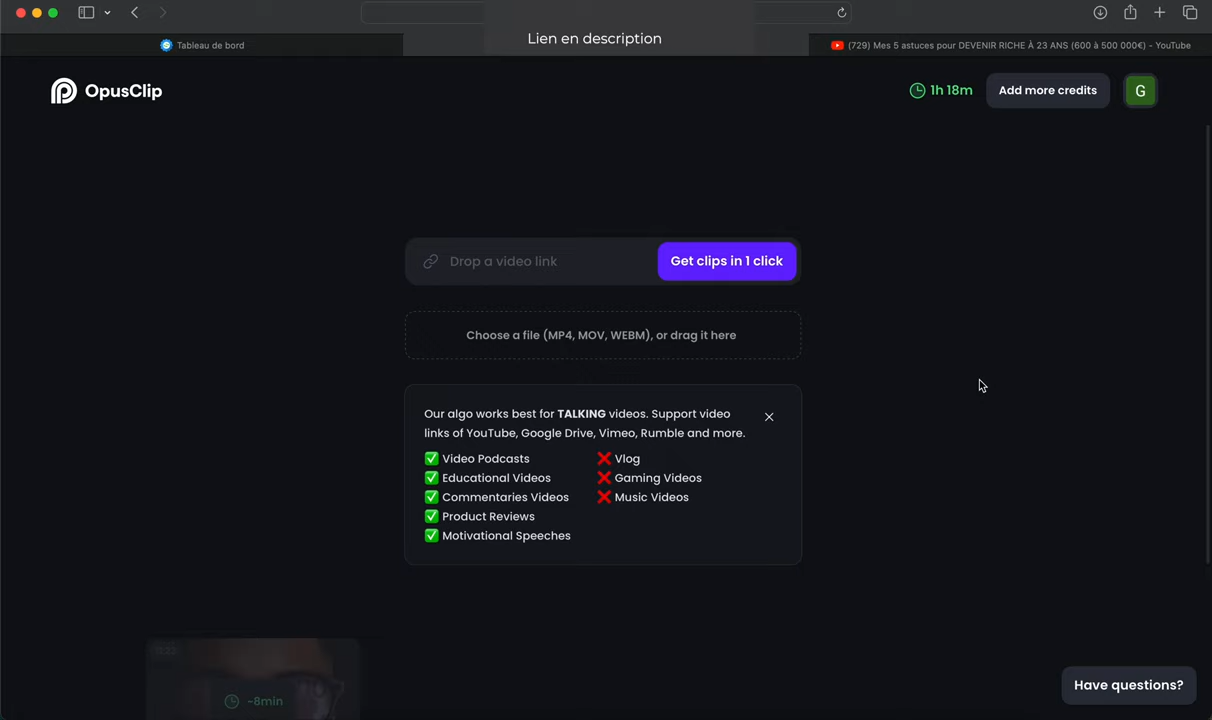 Lien en description
Tableau de bord
(729) Mes 5 astuces pour DEVENIR RICHE À 23 ANS (600 à 500 000€) - YouTube
OpusClip
1h 18m
Add more credits
G
Drop a video link
Get clips in 1 click
Choose a file (MP4, MOV, WEBM), or drag it here
Our algo works best for TALKING videos. Support video
links of YouTube, Google Drive, Vimeo, Rumble and more.
Video Podcasts
Vlog
Educational Videos
Gaming Videos
Commentaries Videos
Music Videos
Product Reviews
Motivational Speeches
~8min
Have questions?